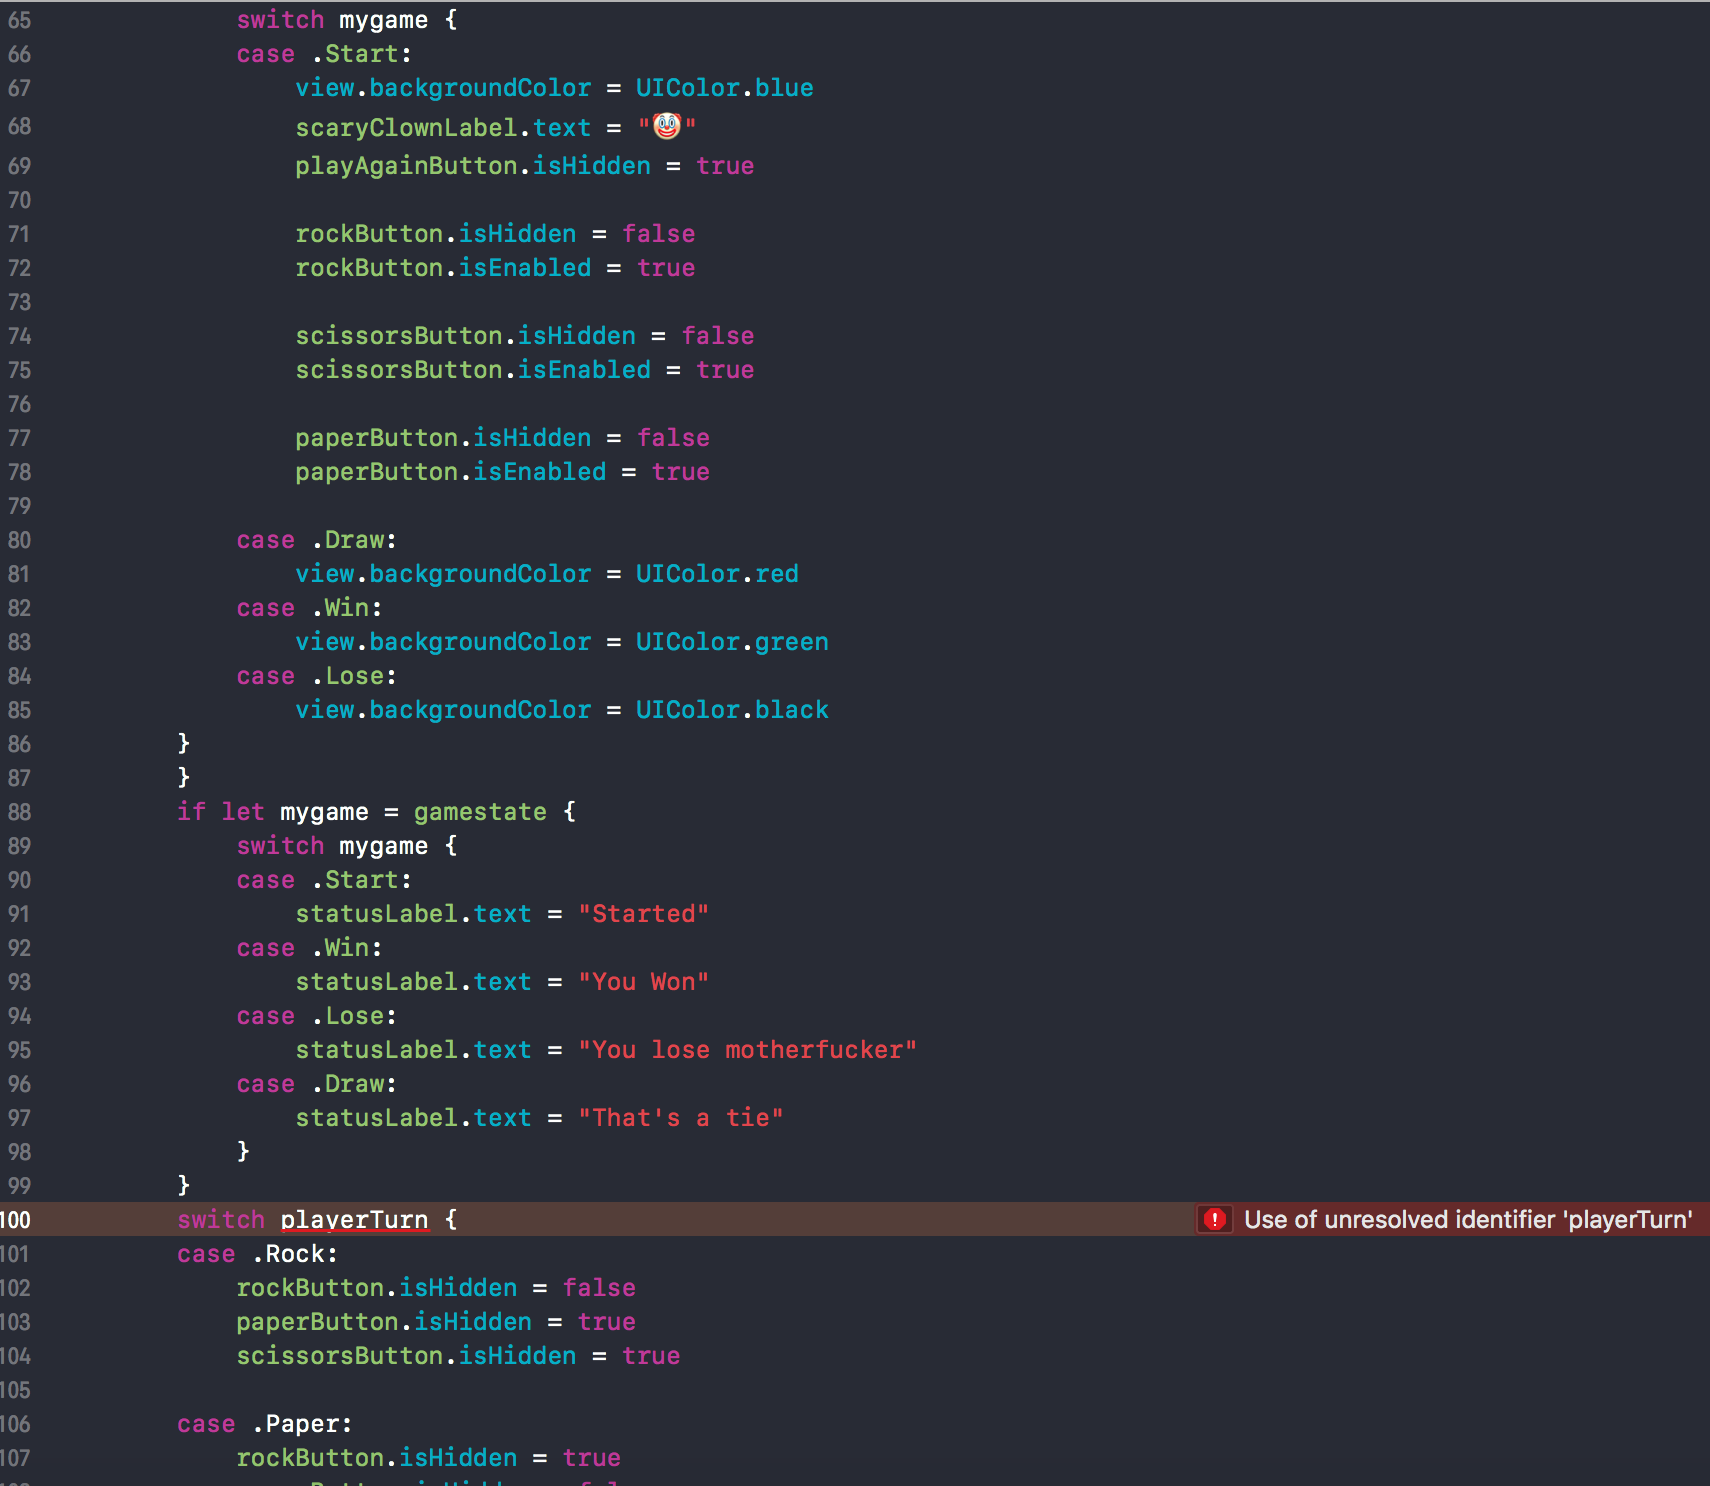 65 switch mygame {
66 case .Start:
67 view.backgroundColor = UIColor.blue
68 scaryClownLabel.text = "🤡"
69 playAgainButton.isHidden = true
70
71 rockButton.isHidden = false
72 rockButton.isEnabled = true
73
74 scissorsButton.isHidden = false
75 scissorsButton.isEnabled = true
76
77 paperButton.isHidden = false
78 paperButton.isEnabled = true
79
80 case .Draw:
81 view.backgroundColor = UIColor.red
82 case .Win:
83 view.backgroundColor = UIColor.green
84 case .Lose:
85 view.backgroundColor = UIColor.black
86 }
87 }
88 if let mygame = gamestate {
89 switch mygame {
90 case .Start:
91 statusLabel.text = "Started"
92 case .Win:
93 statusLabel.text = "You Won"
94 case .Lose:
95 statusLabel.text = "You lose motherfucker"
96 case .Draw:
97 statusLabel.text = "That's a tie"
98 }
99 }
100 switch playerTurn { Use of unresolved identifier 'playerTurn'
101 case .Rock:
102 rockButton.isHidden = false
103 paperButton.isHidden = true
104 scissorsButton.isHidden = true
105
106 case .Paper:
107 rockButton.isHidden = true